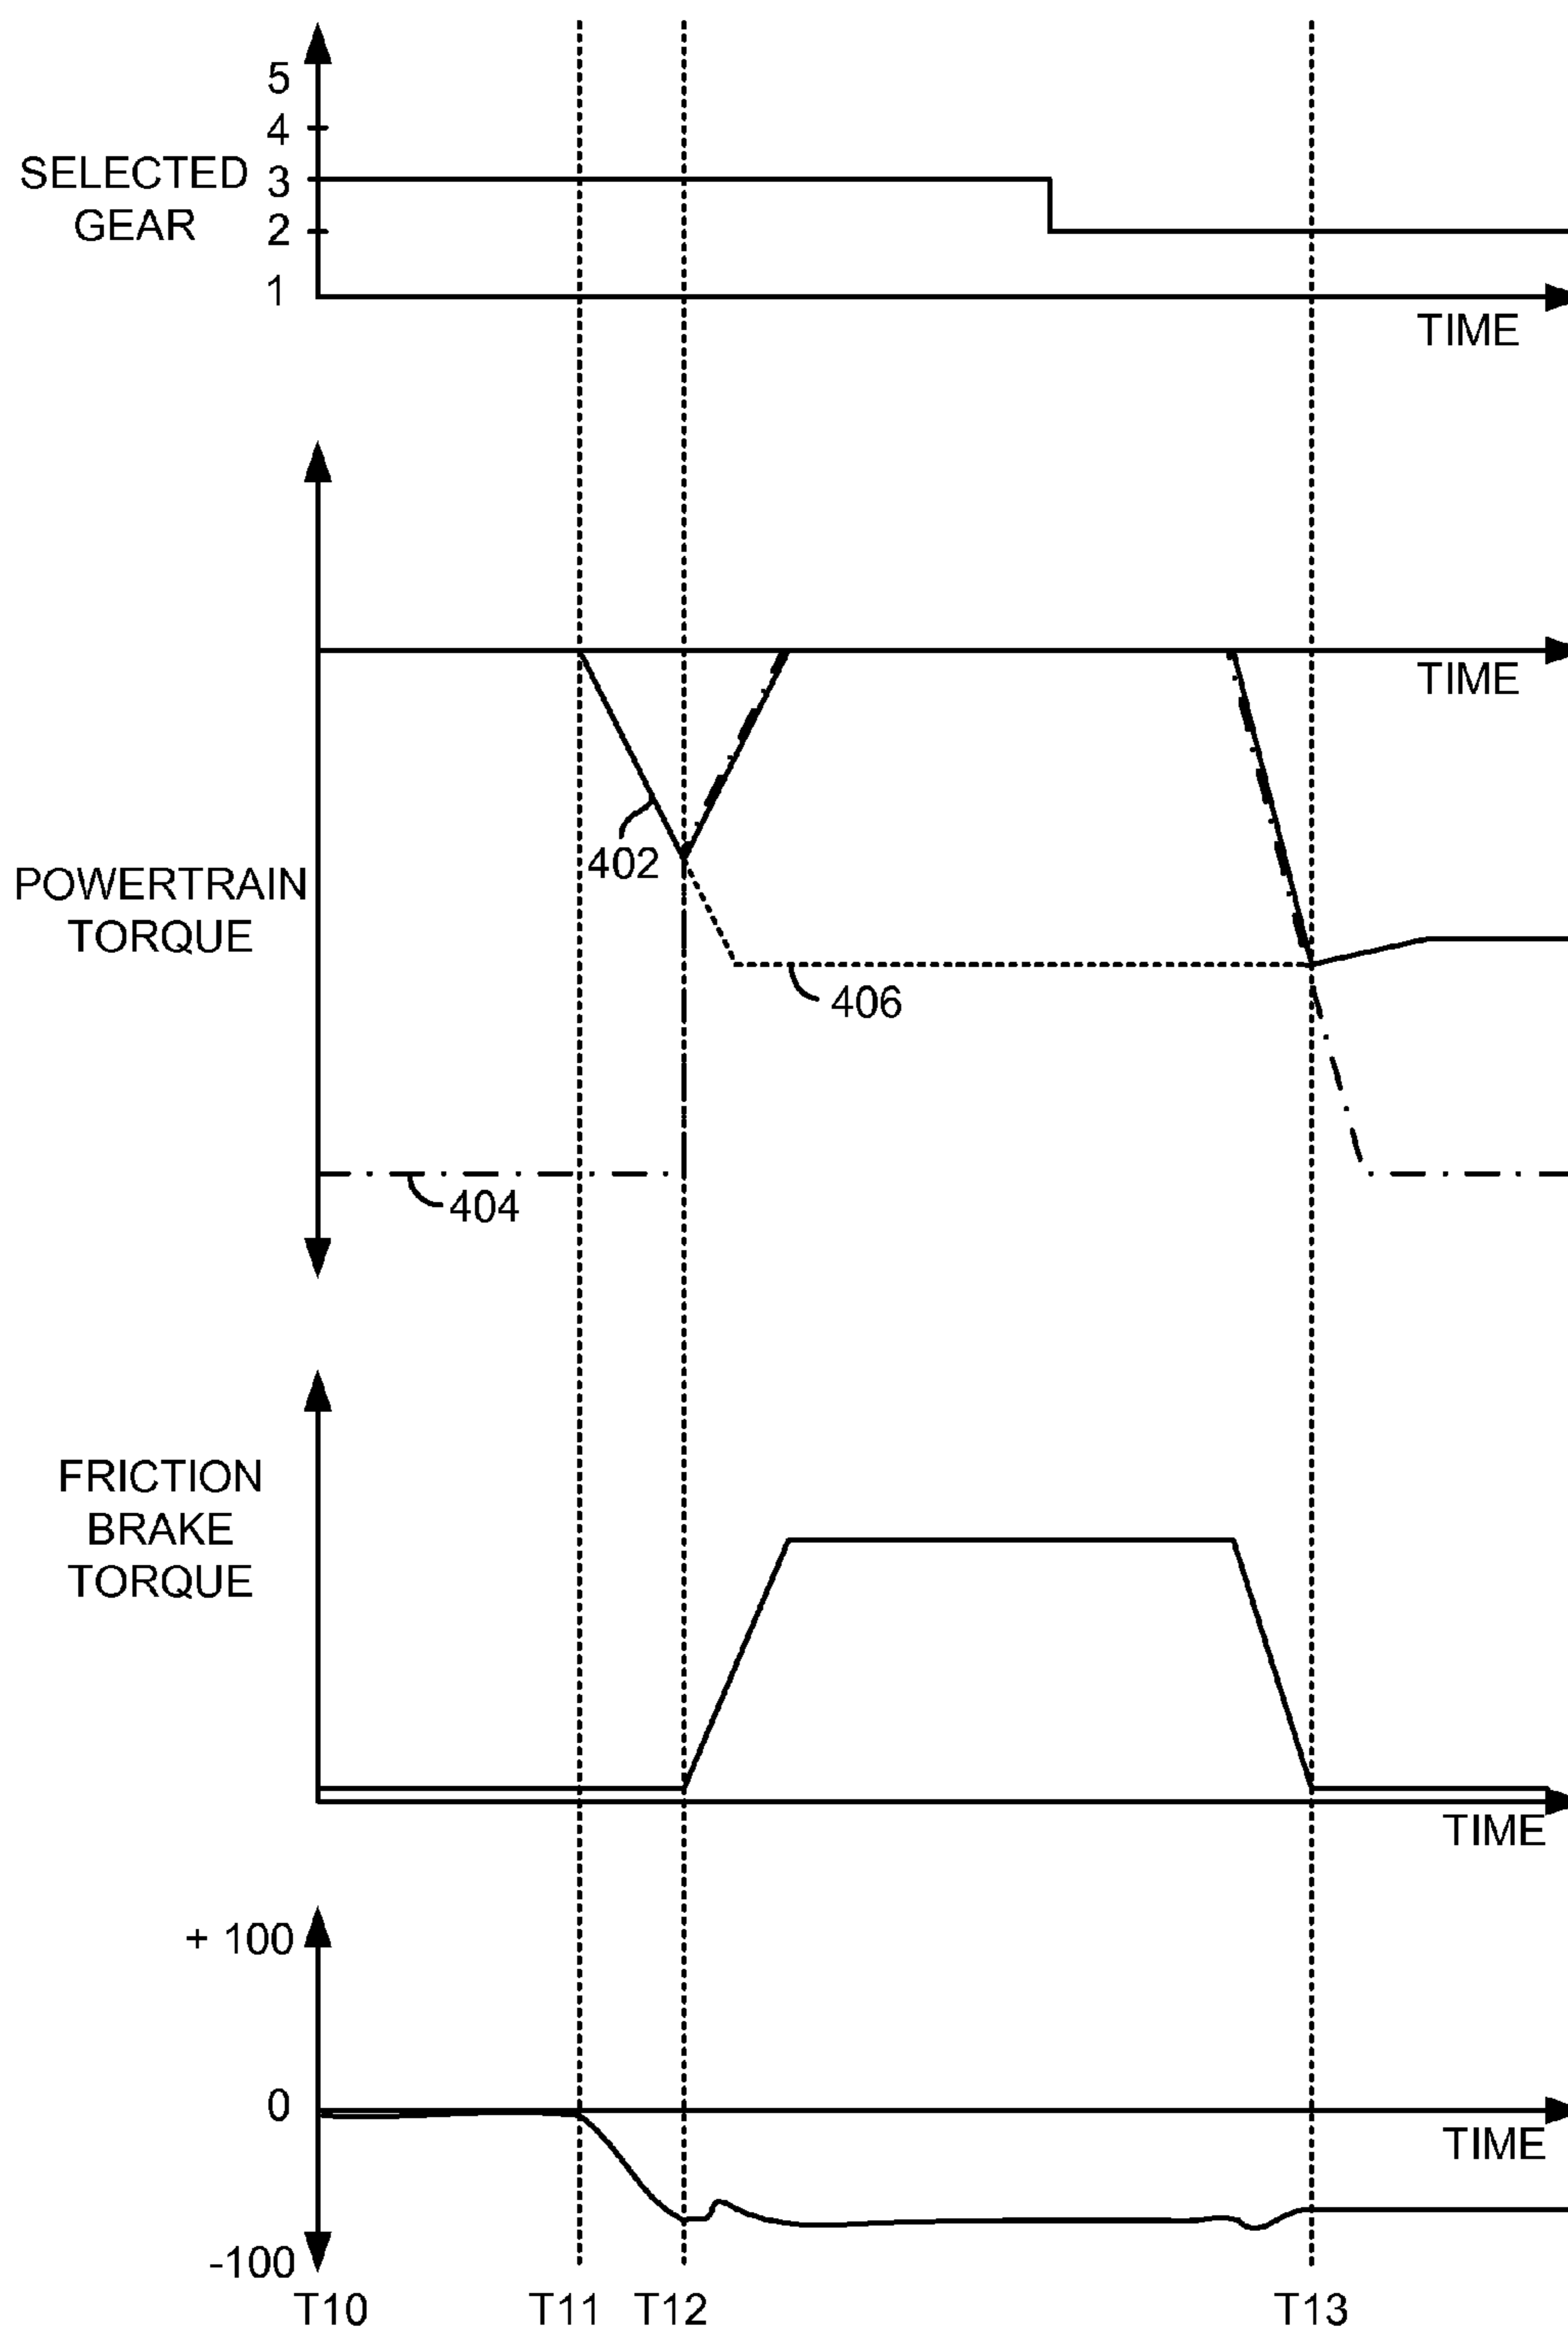 5
4
SELECTED
3
GEAR
2
1
TIME
TIME
402
POWERTRAIN
TORQUE
406
404
FRICTION
BRAKE
TORQUE
TIME
+ 100
0
TIME
-100
T10
T11
T12
T13